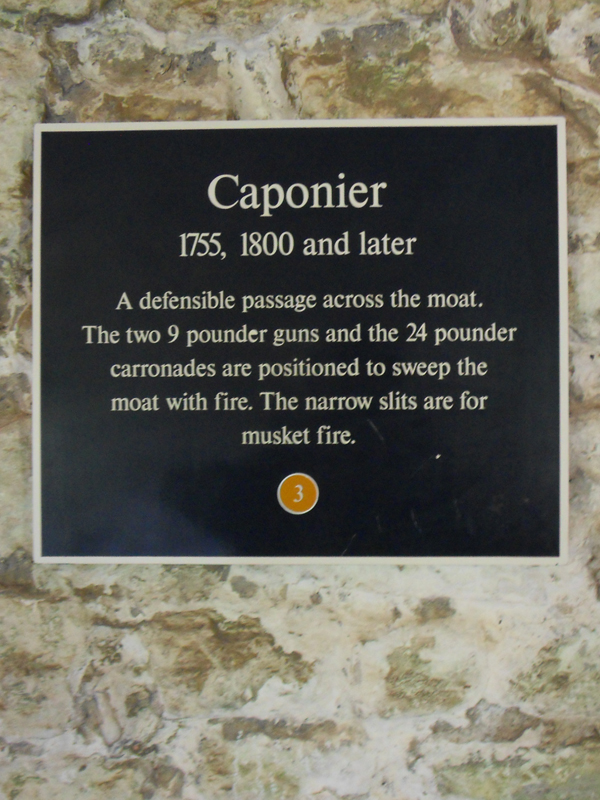 Caponier
1755, 1800 and later
A defensible passage across the moat.
The two 9 pounder guns and the 24 pounder
carronades are positioned to sweep the
moat with fire. The narrow slits are for
musket fire.
3